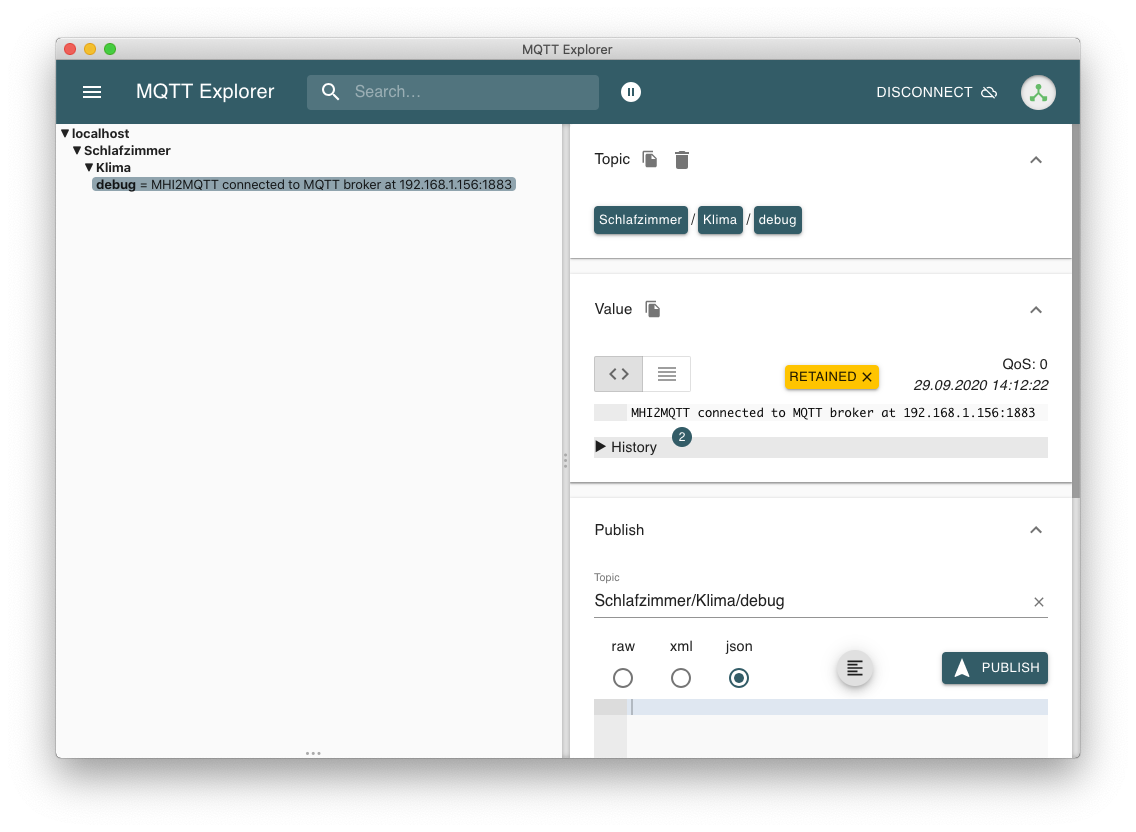 MQTT Explorer
MQTT Explorer
Search...
DISCONNECT
▼localhost
▼Schlafzimmer
▼Klima
debug = MHI2MQTT connected to MQTT broker at 192.168.1.156:1883
Topic
Schlafzimmer / Klima / debug
Value
QoS: 0
RETAINED ×
29.09.2020 14:12:22
MHI2MQTT connected to MQTT broker at 192.168.1.156:1883
▶ History 2
Publish
Topic
Schlafzimmer/Klima/debug
raw xml json
PUBLISH